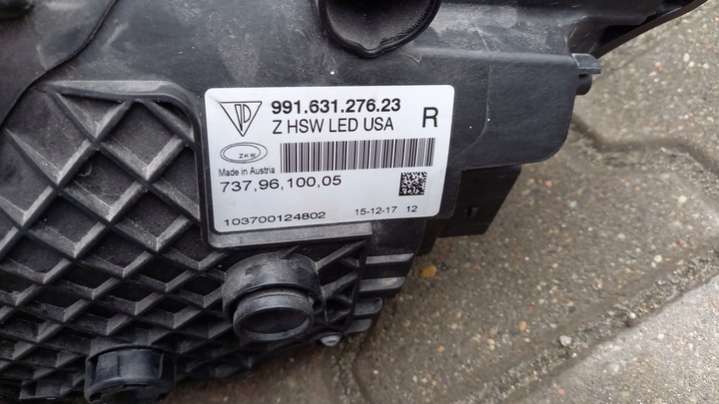 991.631.276.23
Z HSW LED USA R
ZKW
Made in Austria
737,96,100,05
103700124802 15-12-17 12